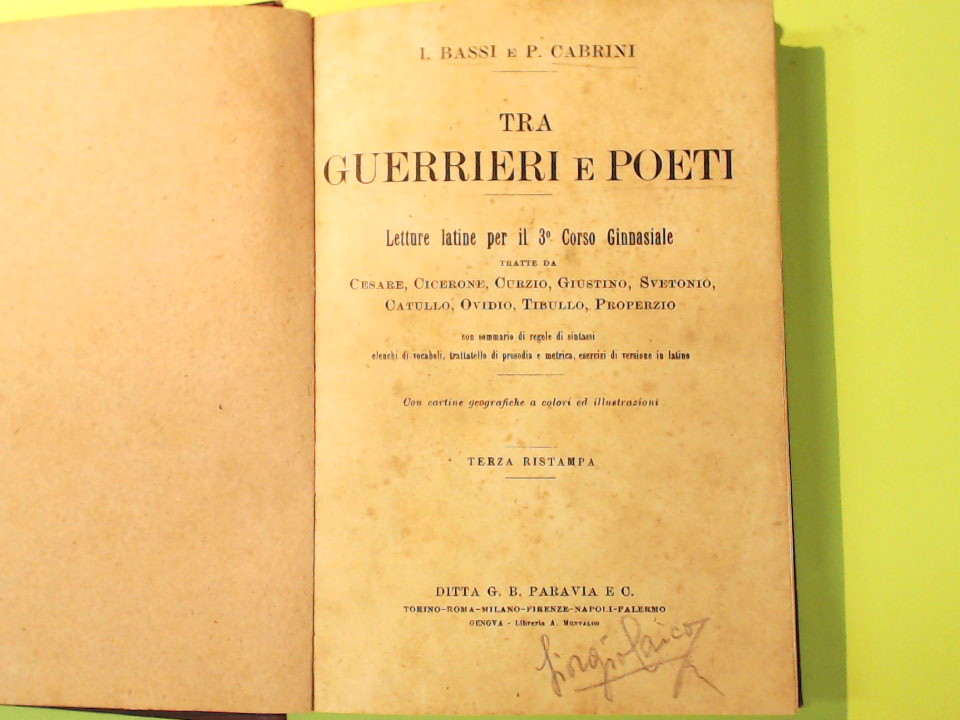 I. BASSI E P. CABRINI
TRA
GUERRIERI E POETI
Letture latine per il 3º Corso Ginnasiale
TRATTE DA
CESARE, CICERONE, CURZIO, GIUSTINO, SVETONIO,
CATULLO, OVIDIO, TIBULLO, PROPERZIO
con sommario di regole di sintassi
elenchi di vocaboli, trattatello di prosodia e metrica, esercizi di versione in latino
Con cartine geografiche a colori ed illustrazioni
TERZA RISTAMPA
DITTA G. B. PARAVIA E C.
TORINO-ROMA-MILANO-FIRENZE-NAPOLI-PALERMO
GENOVA - Libreria A. MONTALDO
Giorgio